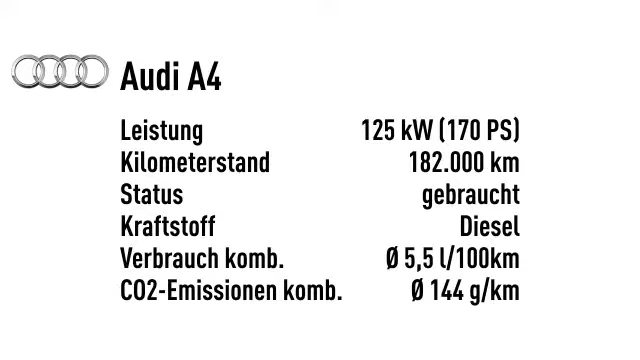 Audi A4
Leistung 125 kW (170 PS)
Kilometerstand 182.000 km
Status gebraucht
Kraftstoff Diesel
Verbrauch komb. Ø 5,5 l/100km
CO2-Emissionen komb. Ø 144 g/km